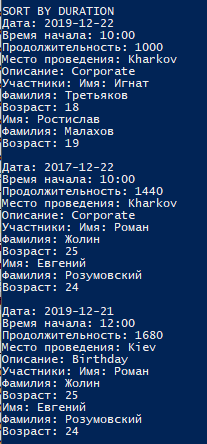 SORT BY DURATION
Дата: 2019-12-22
Время начала: 10:00
Продолжительность: 1000
Место проведения: Kharkov
Описание: Corporate
Участники: Имя: Игнат
Фамилия: Третьяков
Возраст: 18
Имя: Ростислав
Фамилия: Малахов
Возраст: 19
Дата: 2017-12-22
Время начала: 10:00
Продолжительность: 1440
Место проведения: Kharkov
Описание: Corporate
Участники: Имя: Роман
Фамилия: Жолин
Возраст: 25
Имя: Евгений
Фамилия: Розумовский
Возраст: 24
Дата: 2019-12-21
Время начала: 12:00
Продолжительность: 1680
Место проведения: Kiev
Описание: Birthday
Участники: Имя: Роман
Фамилия: Жолин
Возраст: 25
Имя: Евгений
Фамилия: Розумовский
Возраст: 24